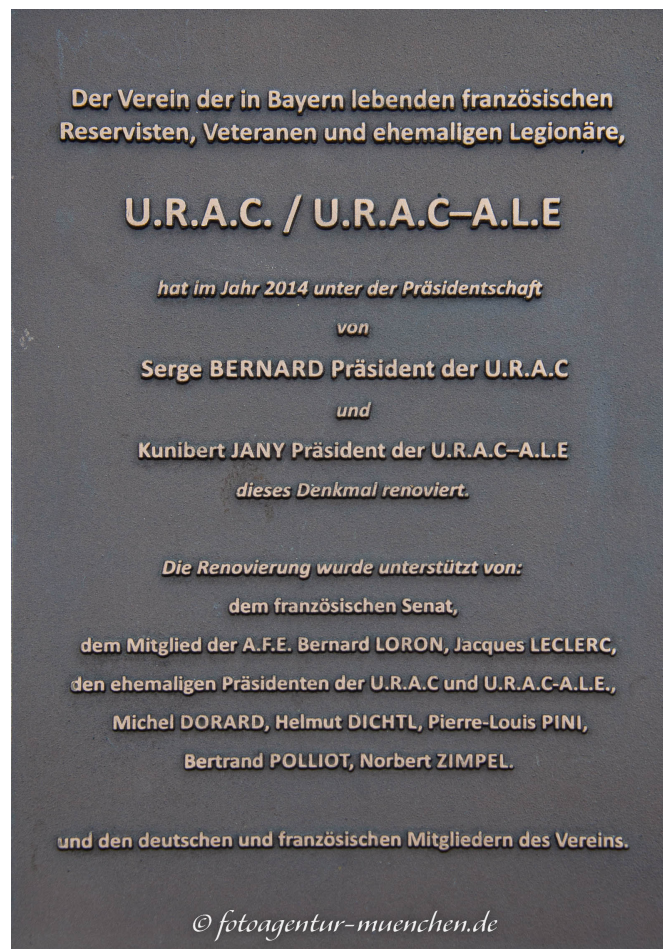 Der Verein der in Bayern lebenden französischen
Reservisten, Veteranen und ehemaligen Legionäre,
U.R.A.C. / U.R.A.C–A.L.E
hat im Jahr 2014 unter der Präsidentschaft
von
Serge BERNARD Präsident der U.R.A.C
und
Kunibert JANY Präsident der U.R.A.C–A.L.E
dieses Denkmal renoviert.
Die Renovierung wurde unterstützt von:
dem französischen Senat,
dem Mitglied der A.F.E. Bernard LORON, Jacques LECLERC,
den ehemaligen Präsidenten der U.R.A.C und U.R.A.C-A.L.E.,
Michel DORARD, Helmut DICHTL, Pierre-Louis PINI,
Bertrand POLLIOT, Norbert ZIMPEL.
und den deutschen und französischen Mitgliedern des Vereins.
© fotoagentur-muenchen.de